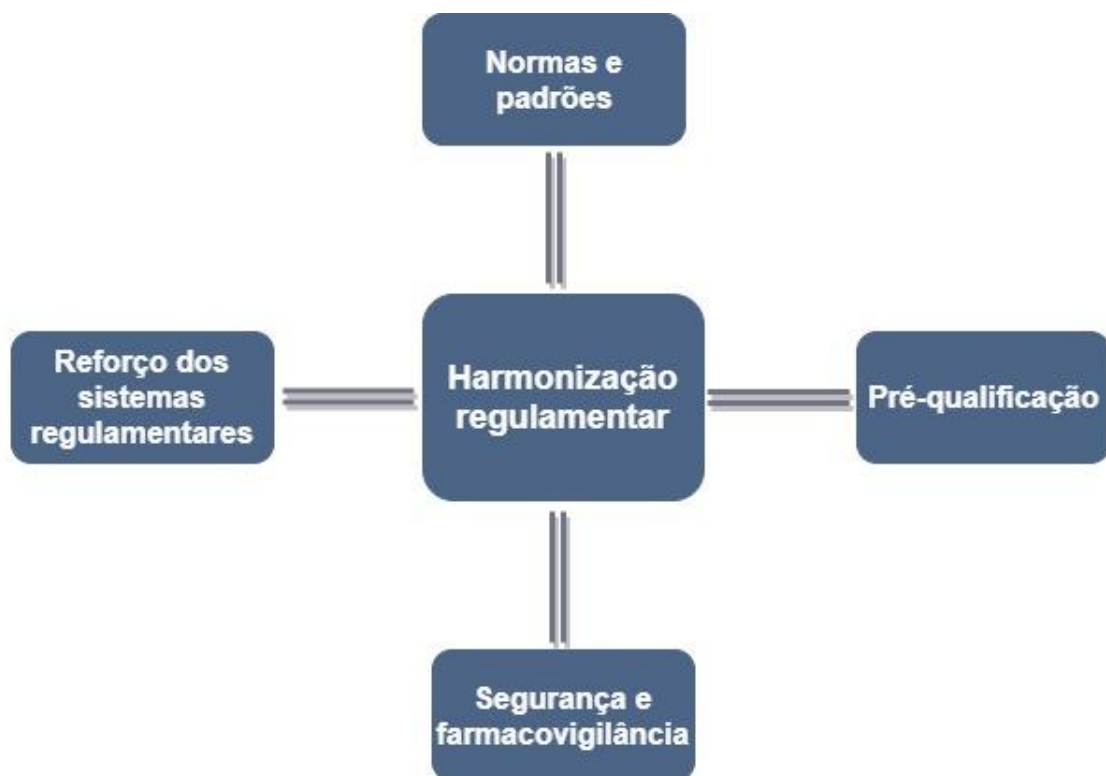 Normas e
padrões
Reforço dos
sistemas
regulamentares
Harmonização
regulamentar
Pré-qualificação
Segurança e
farmacovigilância